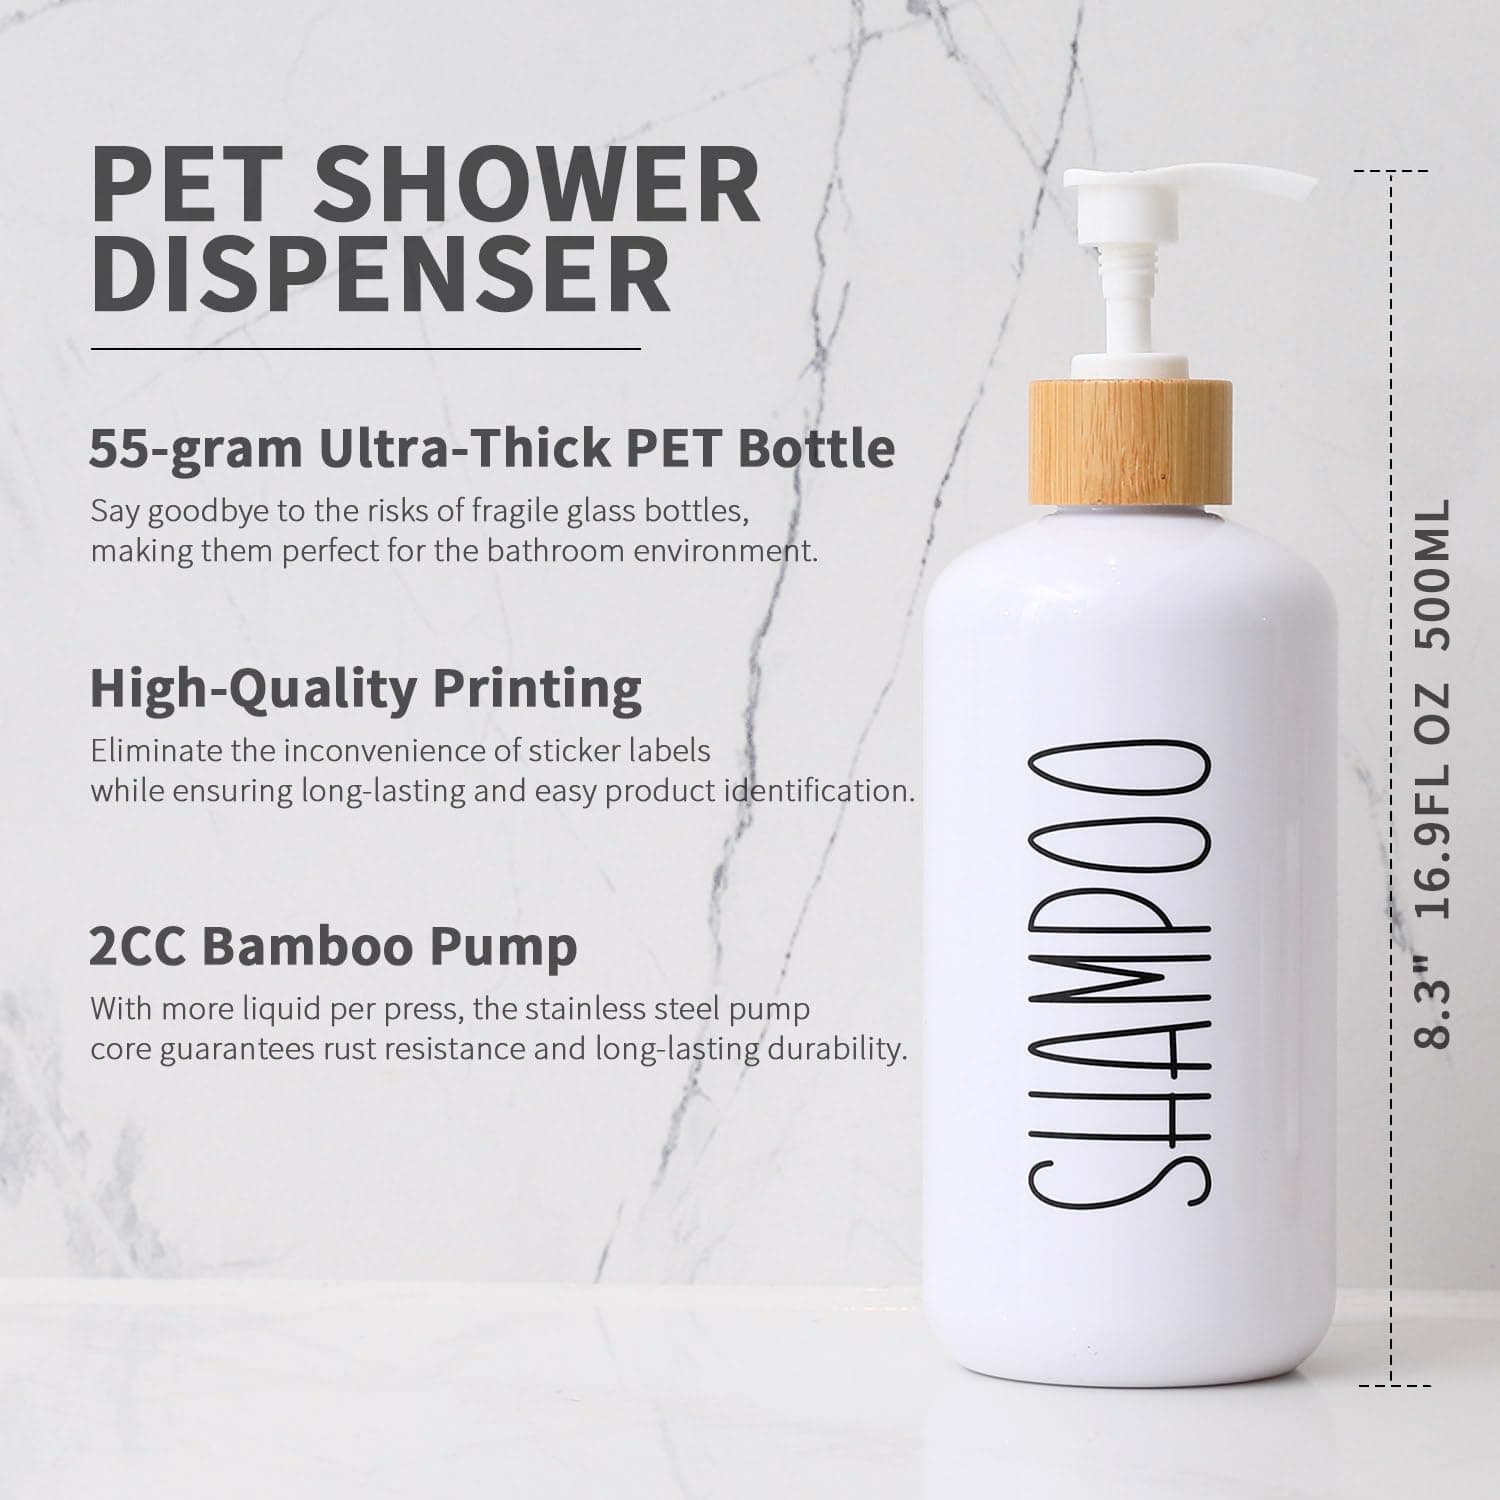 PET SHOWER
DISPENSER
55-gram Ultra-Thick PET Bottle
Say goodbye to the risks of fragile glass bottles,
making them perfect for the bathroom environment.
High-Quality Printing
Eliminate the inconvenience of sticker labels
while ensuring long-lasting and easy product identification.
2CC Bamboo Pump
With more liquid per press, the stainless steel pump
core guarantees rust resistance and long-lasting durability.
SHAMPOO
8.3" 16.9FL OZ 500ML